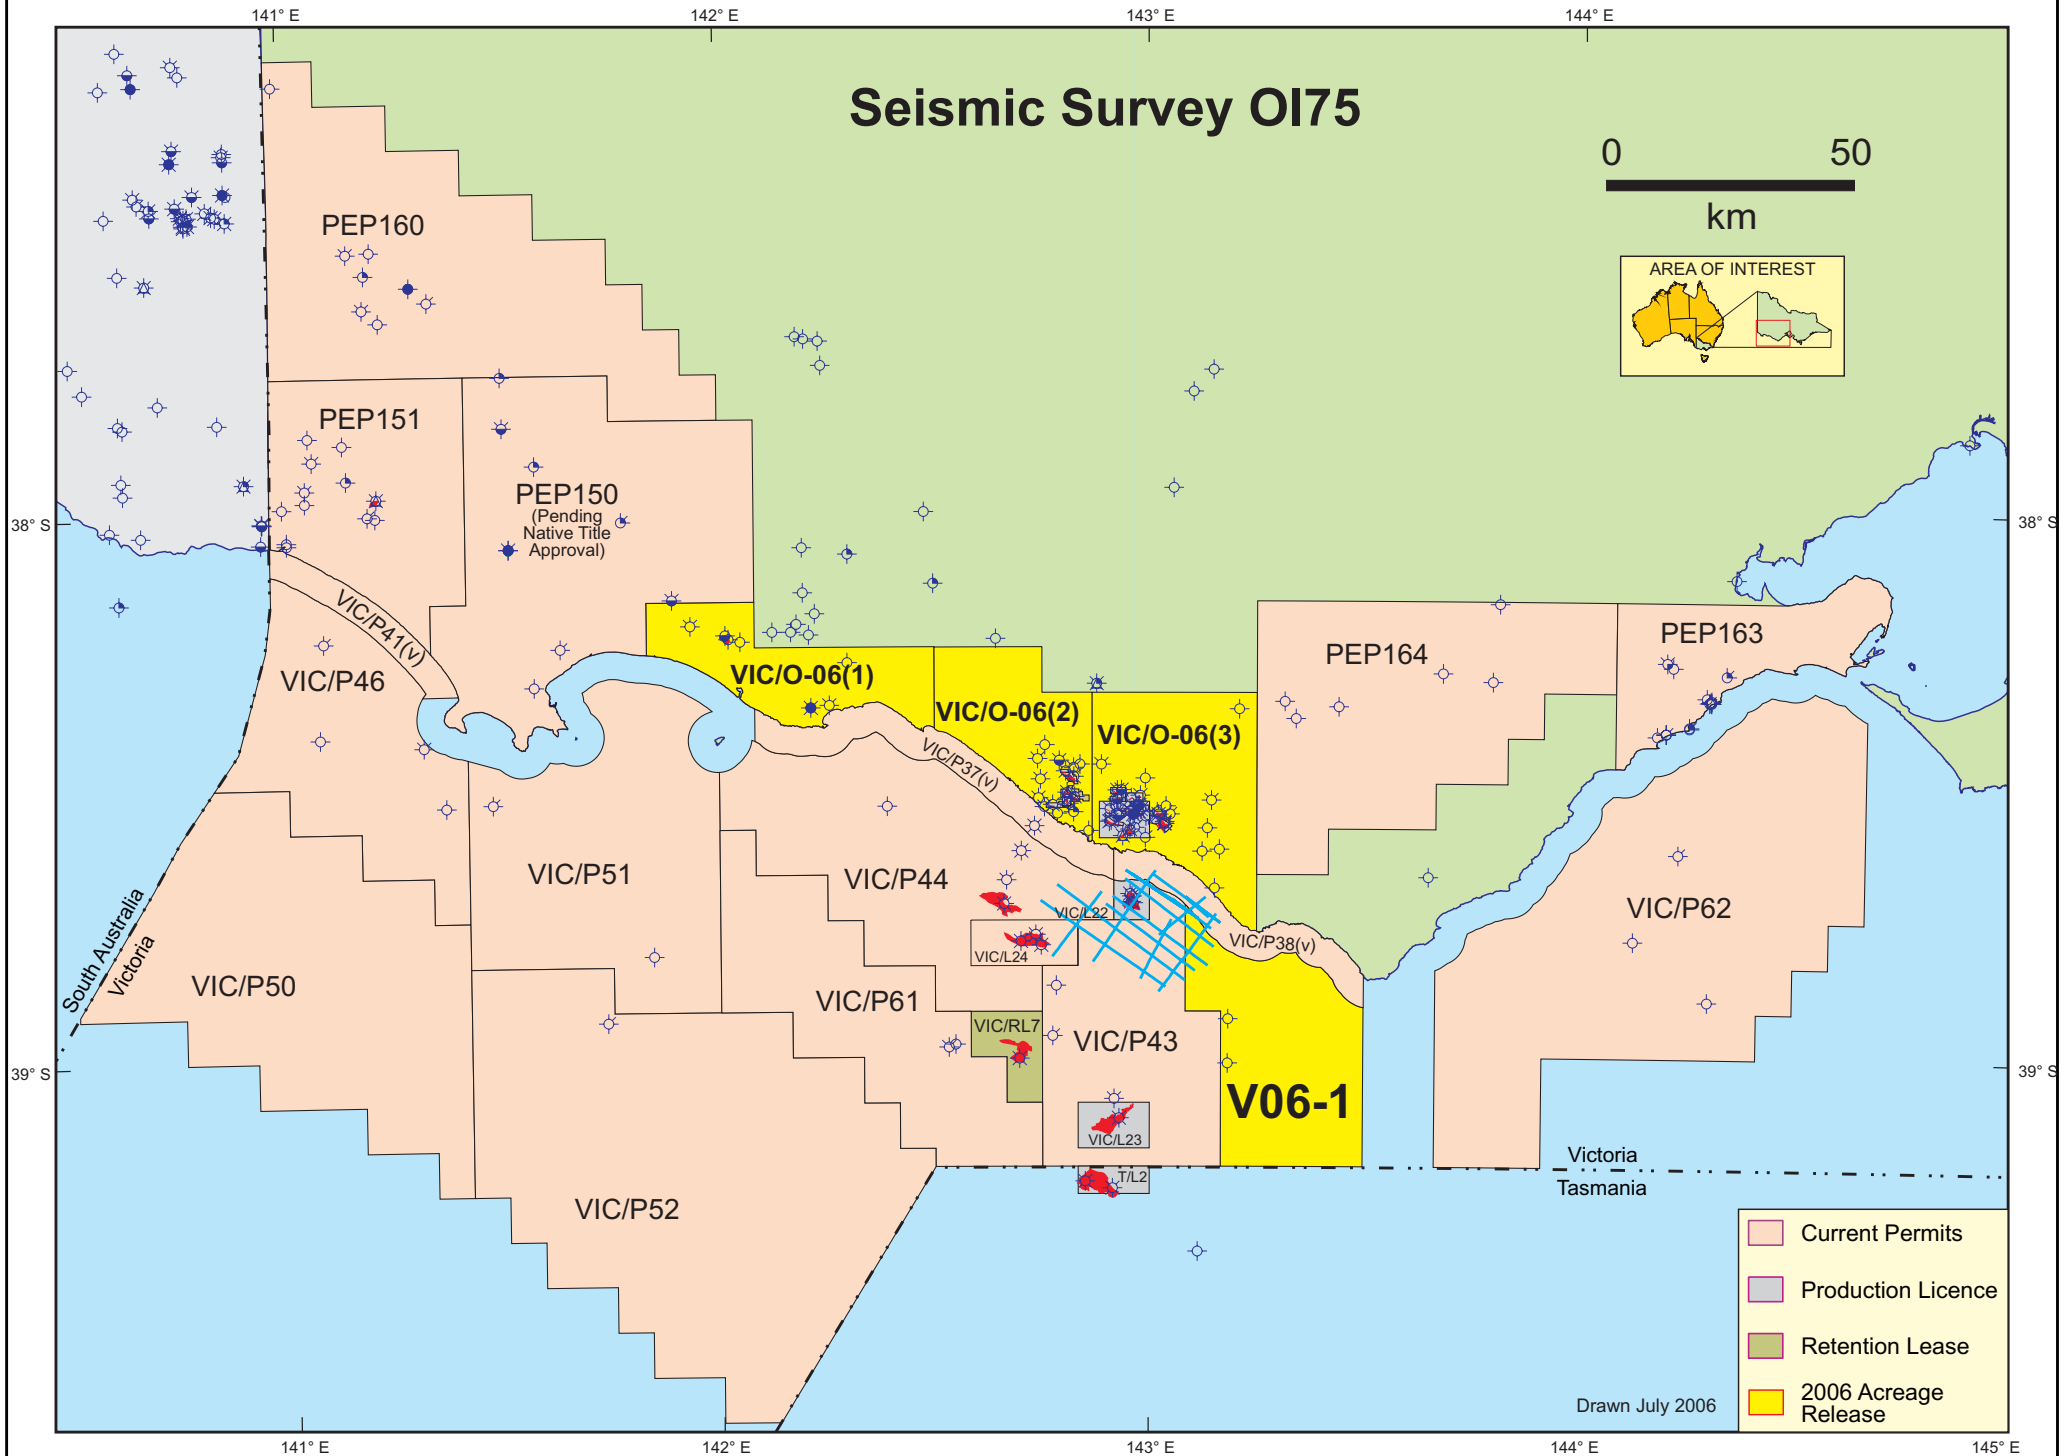 141° E
142° E
143° E
144° E
Seismic Survey OI75
0
50
km
AREA OF INTEREST
PEP160
PEP151
PEP150
(Pending
Native Title
Approval)
38° S
38° S
VIC/P41(v)
VIC/P46
VIC/O-06(1)
VIC/O-06(2)
VIC/O-06(3)
PEP164
PEP163
VIC/P37(v)
VIC/P51
VIC/P44
VIC/L22
VIC/P62
VIC/P38(v)
VIC/L24
South Australia
Victoria
VIC/P50
VIC/P61
VIC/RL7
VIC/P43
39° S
39° S
V06-1
VIC/L23
T/L2
Victoria
Tasmania
VIC/P52
Current Permits
Production Licence
Retention Lease
2006 Acreage
Release
Drawn July 2006
141° E
142° E
143° E
144° E
145° E